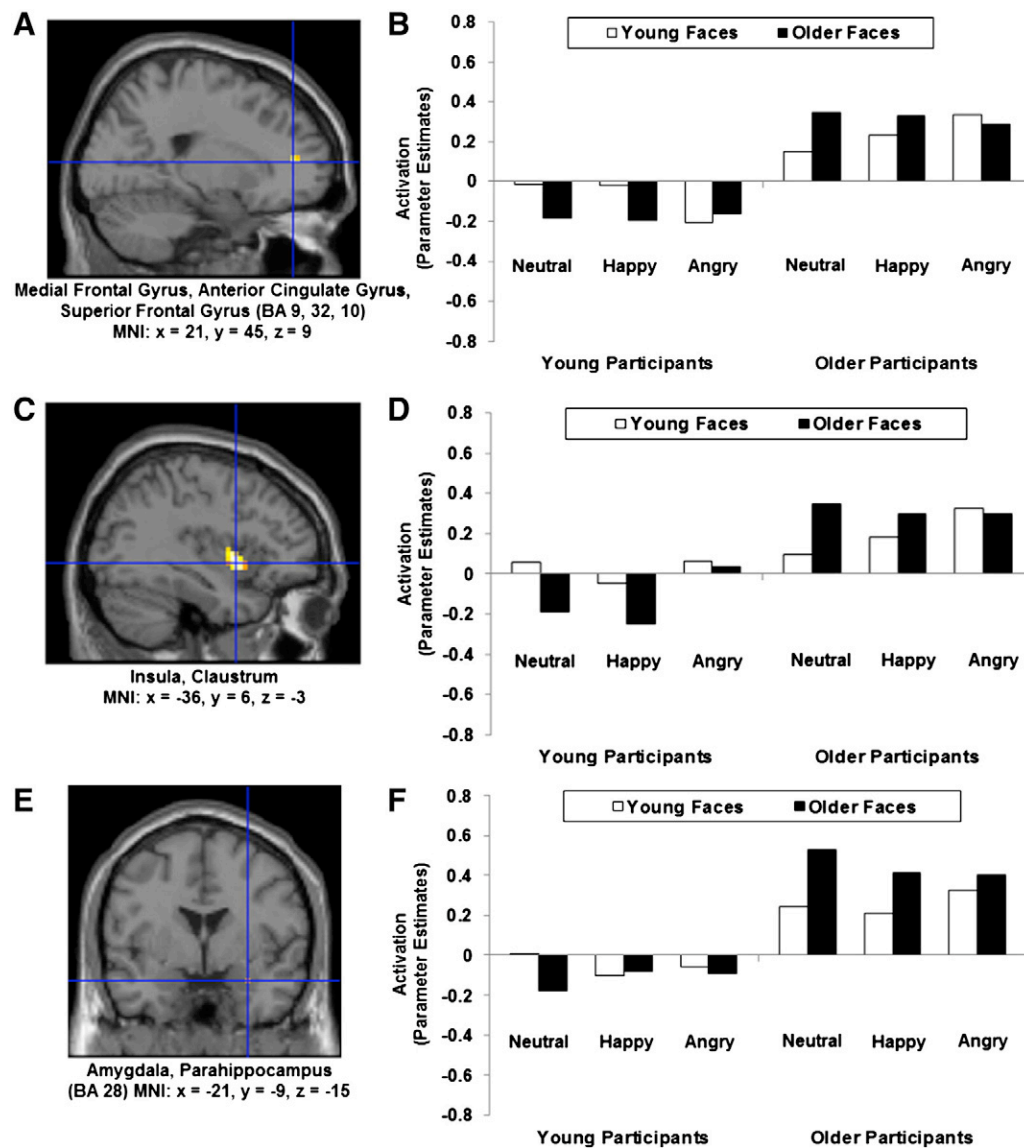 A
Medial Frontal Gyrus, Anterior Cingulate Gyrus,
Superior Frontal Gyrus (BA 9, 32, 10)
MNI: x = 21, y = 45, z = 9
B
Young Faces Older Faces
Activation
(Parameter Estimates)
0.8
0.6
0.4
0.2
0
-0.2
-0.4
-0.6
-0.8
Neutral Happy Angry Neutral Happy Angry
Young Participants Older Participants
C
Insula, Claustrum
MNI: x = -36, y = 6, z = -3
D
Young Faces Older Faces
Activation
(Parameter Estimates)
0.8
0.6
0.4
0.2
0
-0.2
-0.4
-0.6
-0.8
Neutral Happy Angry Neutral Happy Angry
Young Participants Older Participants
E
Amygdala, Parahippocampus
(BA 28) MNI: x = -21, y = -9, z = -15
F
Young Faces Older Faces
Activation
(Parameter Estimates)
0.8
0.6
0.4
0.2
0
-0.2
-0.4
-0.6
-0.8
Neutral Happy Angry Neutral Happy Angry
Young Participants Older Participants